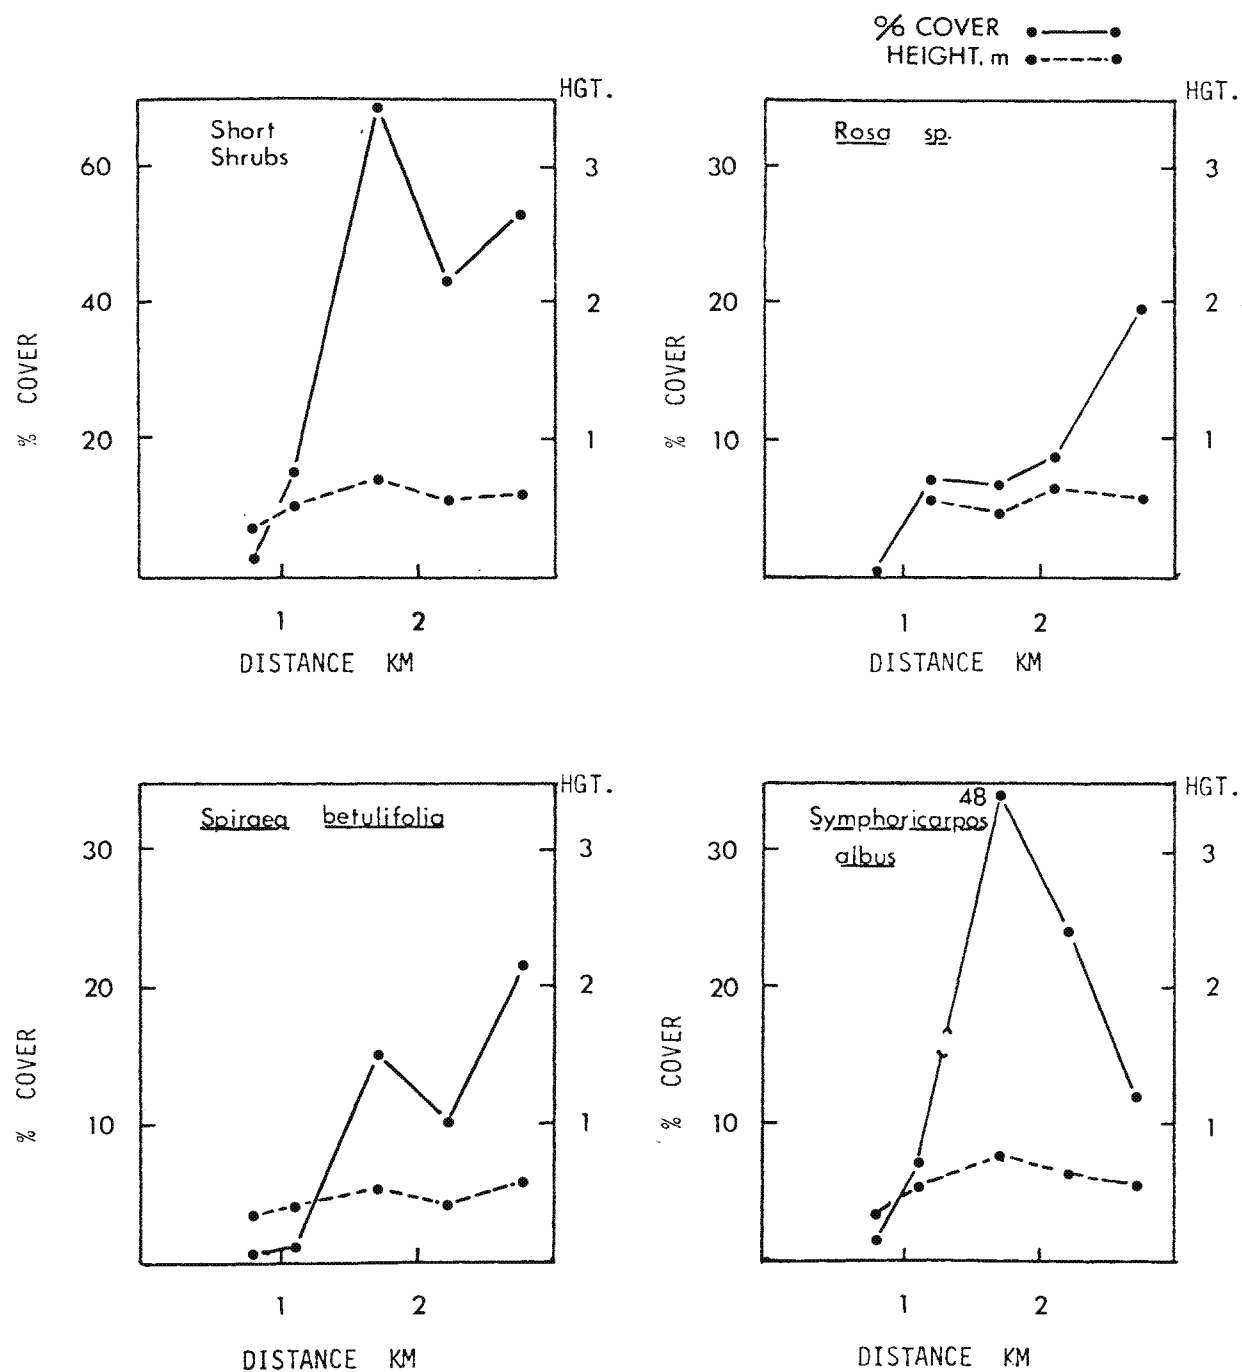 % COVER
HEIGHT, m
HGT.
Short
Shrubs
60
40
20
3
2
1
% COVER
1 2
DISTANCE KM
HGT.
Rosa sp.
30
20
10
3
2
1
% COVER
1 2
DISTANCE KM
HGT.
Spiraea betulifolia
30
20
10
3
2
1
% COVER
1 2
DISTANCE KM
HGT.
48
Symphoricarpos
albus
30
20
10
3
2
1
% COVER
1 2
DISTANCE KM